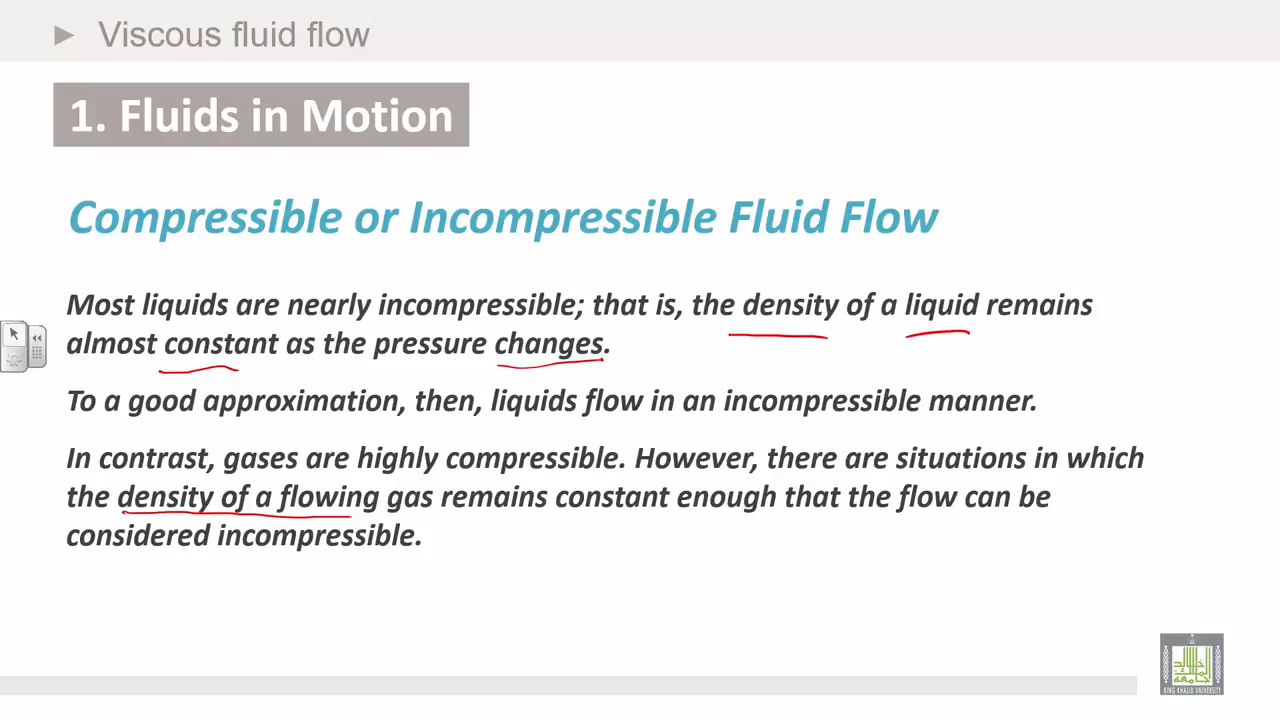 Viscous fluid flow
1. Fluids in Motion
Compressible or Incompressible Fluid Flow
Most liquids are nearly incompressible; that is, the density of a liquid remains
almost constant as the pressure changes.
To a good approximation, then, liquids flow in an incompressible manner.
In contrast, gases are highly compressible. However, there are situations in which
the density of a flowing gas remains constant enough that the flow can be
considered incompressible.
KING KHALID UNIVERSITY